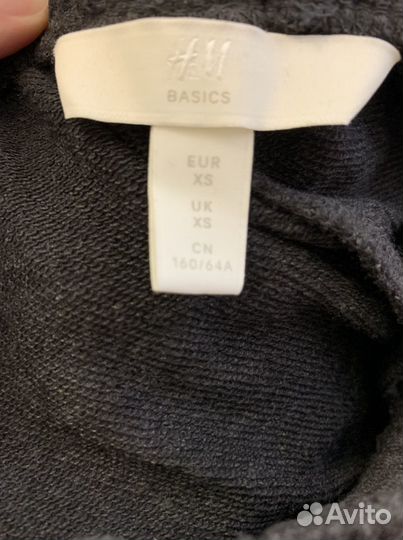 H&M
BASICS
EUR
XS
UK
XS
CN
160/64A
Avito